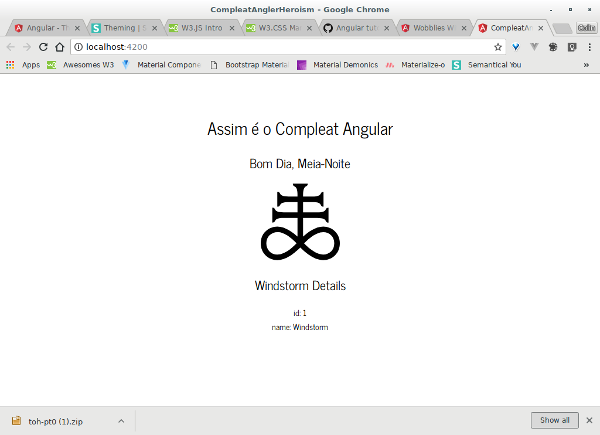 CompleatAnglerHeroism - Google Chrome
Angular - Th
Theming | S
W3.JS Intro
W3.CSS Ma
Angular tut
Wobblies W
CompleatAn
localhost:4200
Apps
Awesomes W3
Material Compone
Bootstrap Material
Material Demonics
Materialize-o
Semantical You
»
Assim é o Compleat Angular
Bom Dia, Meia-Noite
Windstorm Details
id: 1
name: Windstorm
toh-pt0 (1).zip
Show all